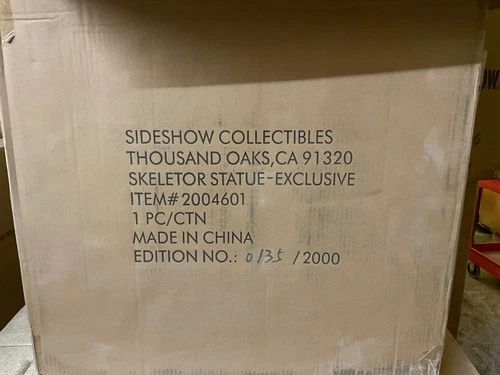 SIDESHOW COLLECTIBLES
THOUSAND OAKS,CA 91320
SKELETOR STATUE-EXCLUSIVE
ITEM# 2004601
1 PC/CTN
MADE IN CHINA
EDITION NO.: 0135 / 2000